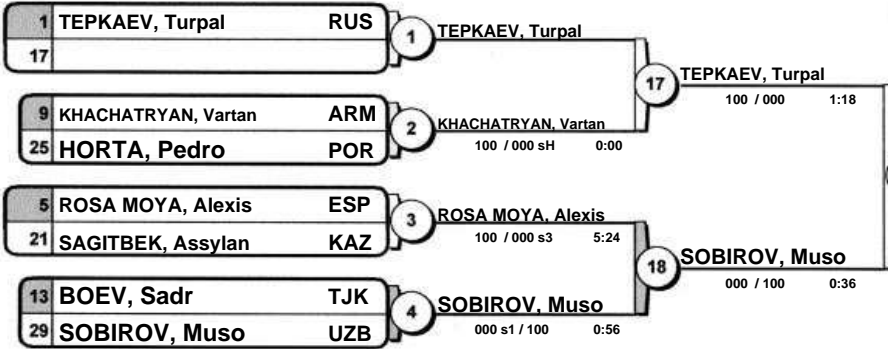 1 TEPKAEV, Turpal RUS
17
1
TEPKAEV, Turpal
9 KHACHATRYAN, Vartan ARM
25 HORTA, Pedro POR
2
KHACHATRYAN, Vartan
100 / 000 sH 0:00
17
TEPKAEV, Turpal
100 / 000 1:18
5 ROSA MOYA, Alexis ESP
21 SAGITBEK, Assylan KAZ
3
ROSA MOYA, Alexis
100 / 000 s3 5:24
13 BOEV, Sadr TJK
29 SOBIROV, Muso UZB
4
SOBIROV, Muso
000 s1 / 100 0:56
18
SOBIROV, Muso
000 / 100 0:36